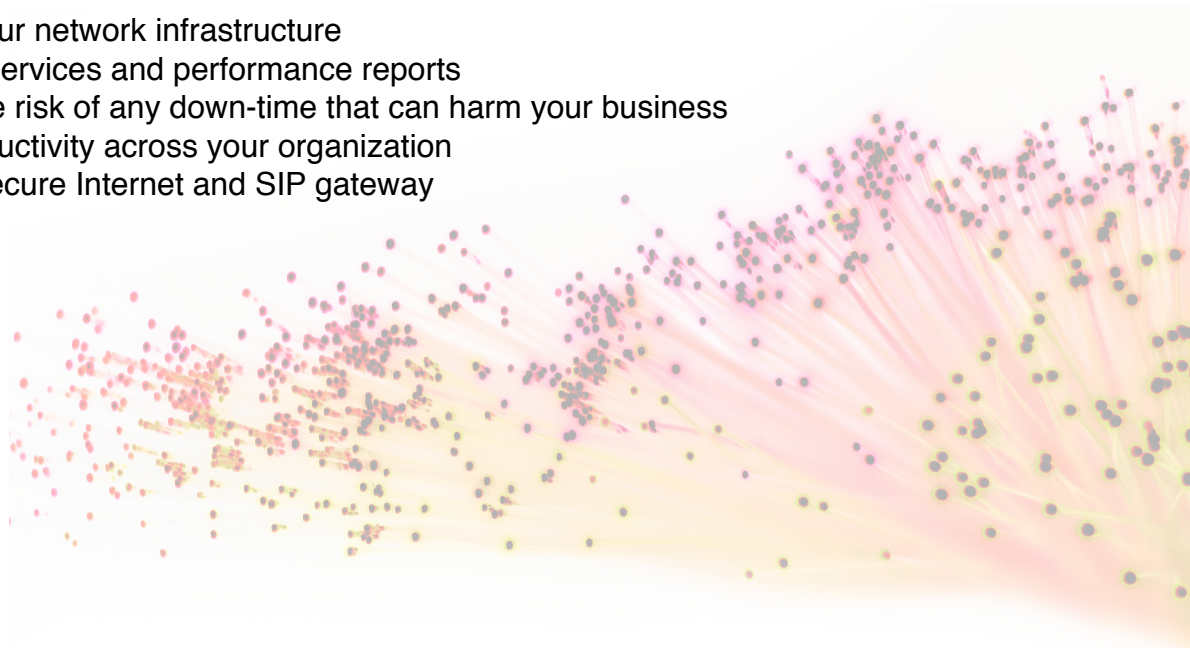 ur network infrastructure
ervices and performance reports
e risk of any down-time that can harm your business
uctivity across your organization
ecure Internet and SIP gateway